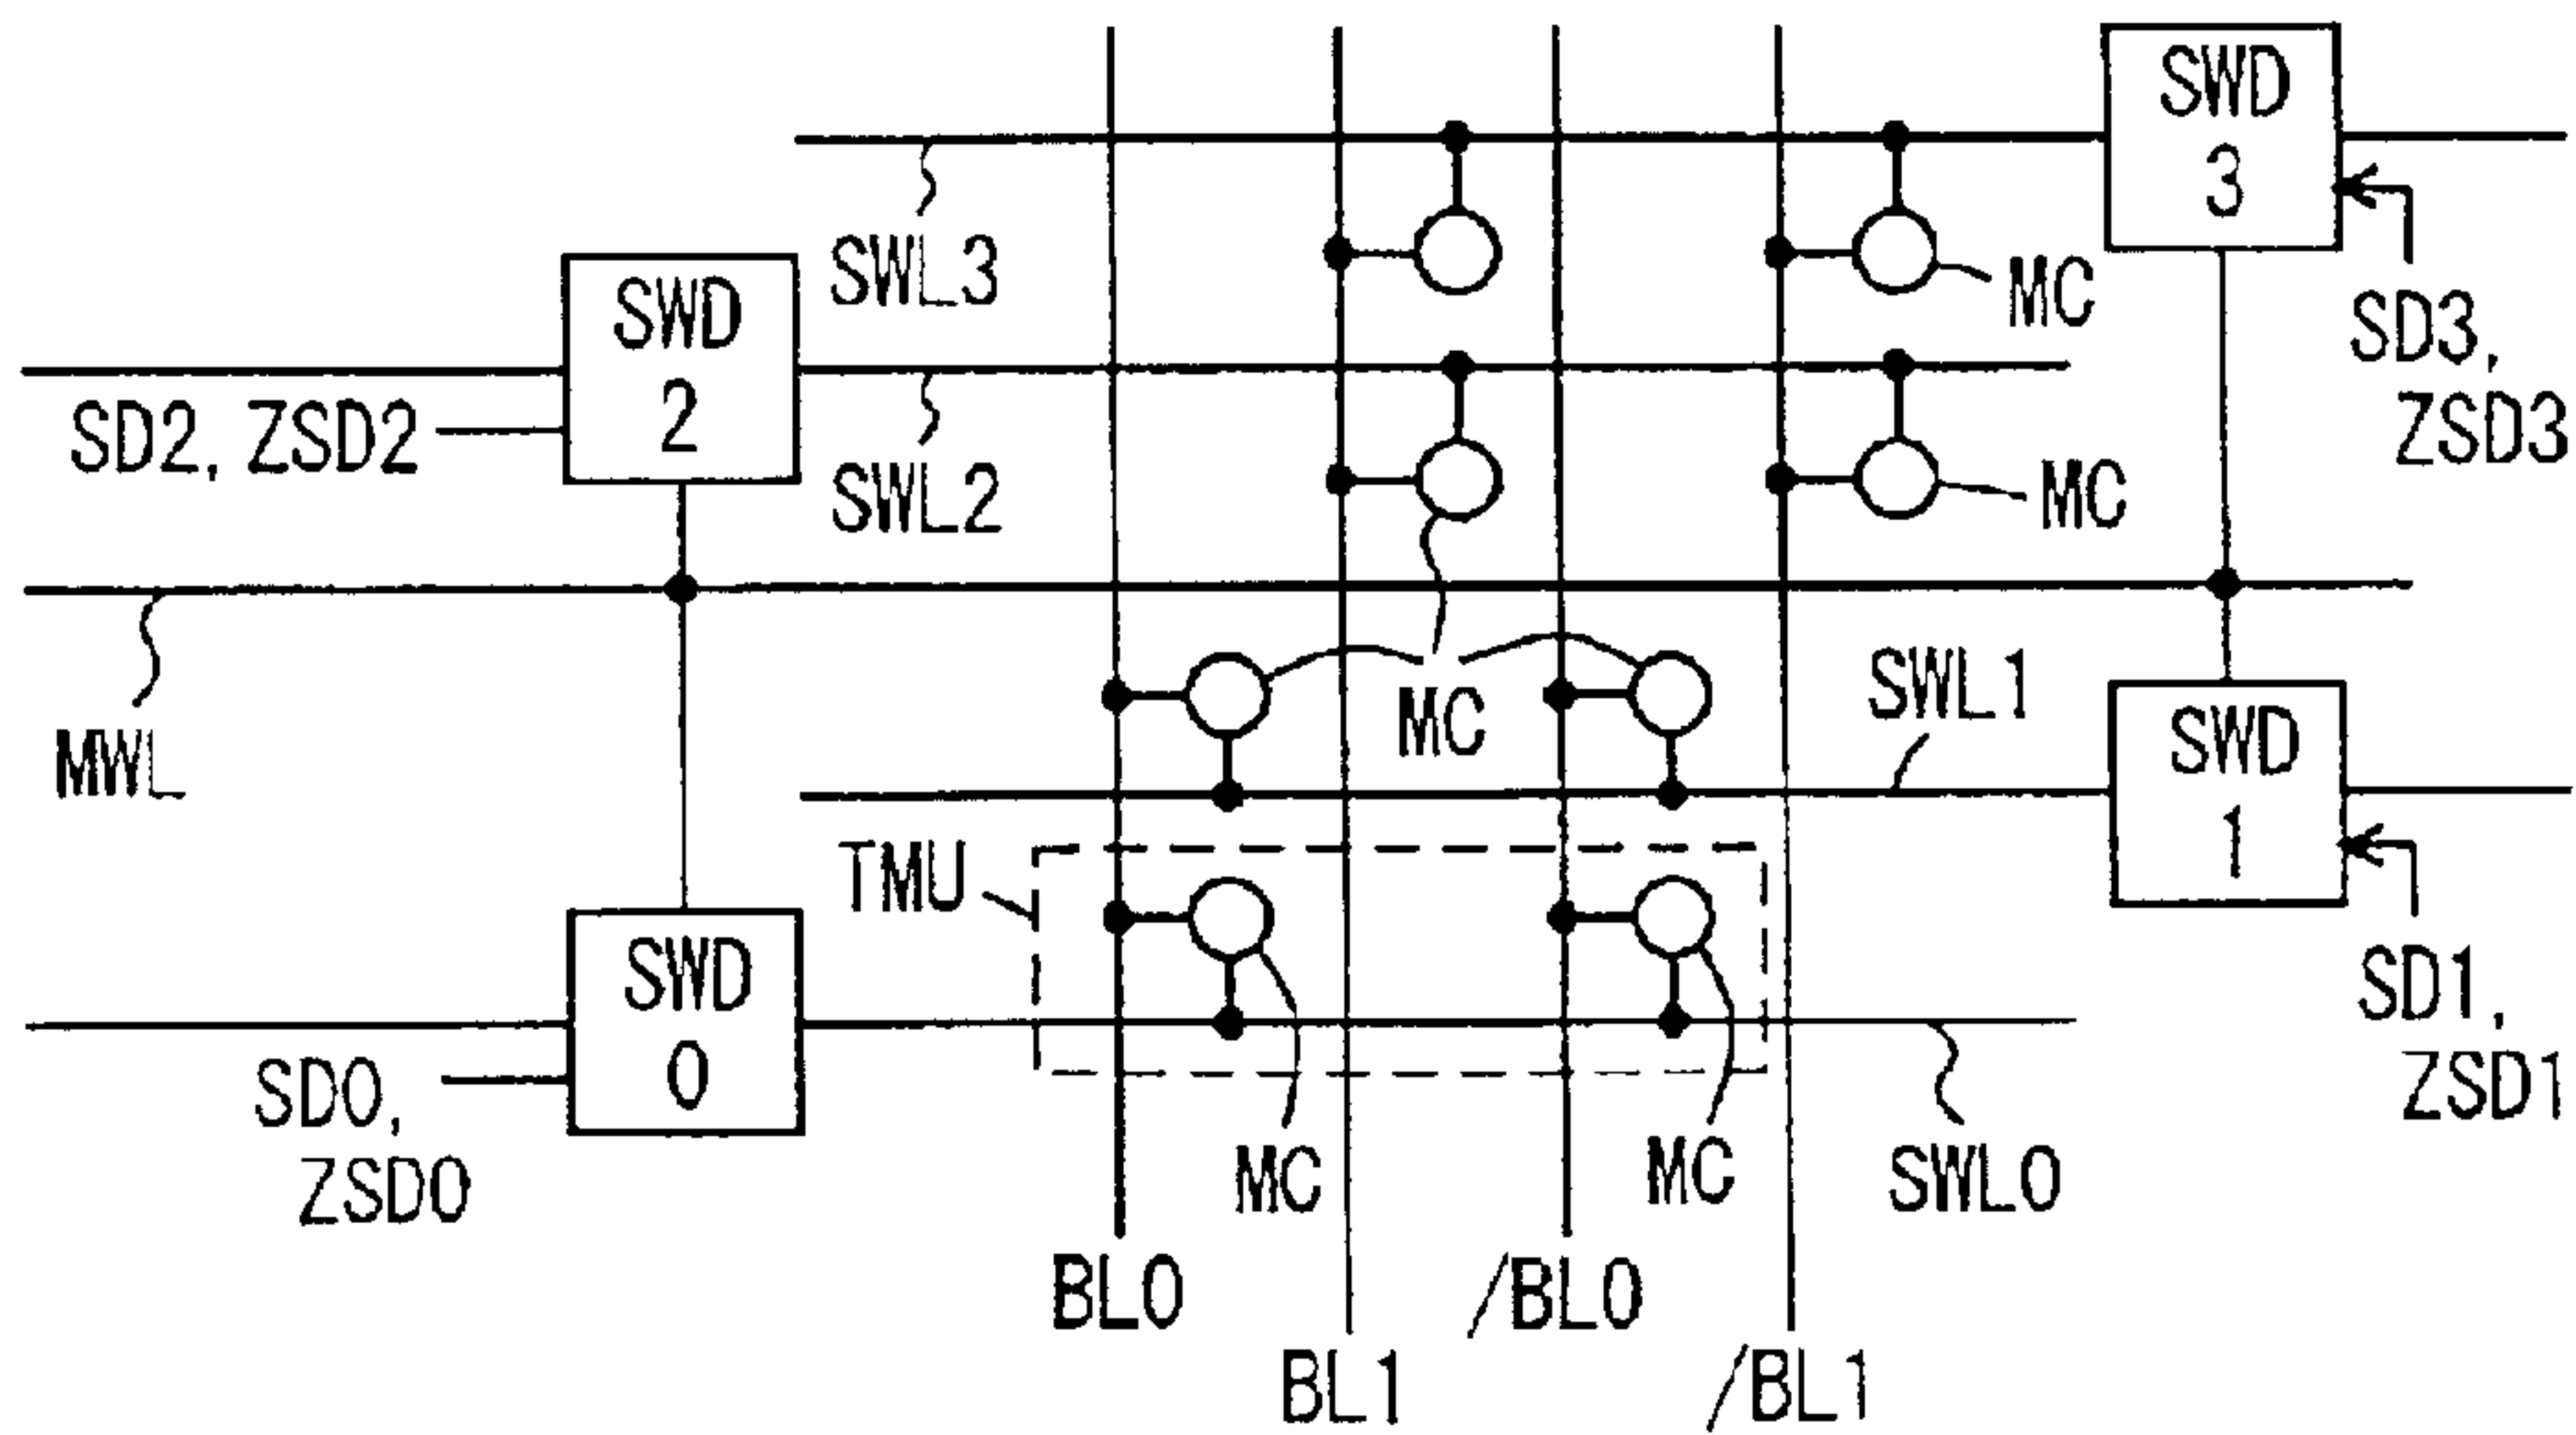 SWD
3
SWL3
MC
SD3,
ZSD3
SWD
2
SD2, ZSD2
SWL2
MC
MWL
MC
SWL1
SWD
1
TMU
SWD
0
SD0,
ZSD0
MC
MC
SWL0
SD1,
ZSD1
BL0
/BL0
BL1
/BL1